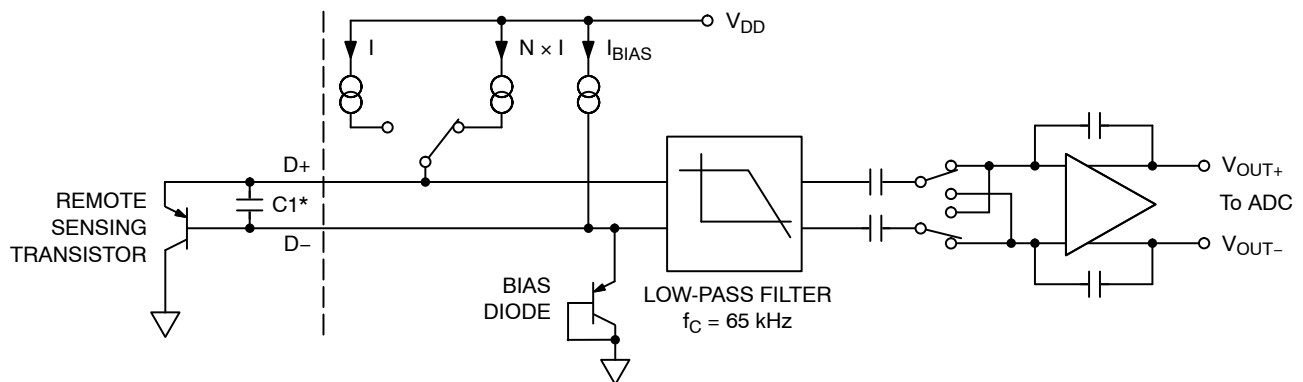 V_DD
I
N × I
I_BIAS
D+
C1*
D−
REMOTE
SENSING
TRANSISTOR
BIAS
DIODE
LOW-PASS FILTER
f_C = 65 kHz
V_OUT+
To ADC
V_OUT−